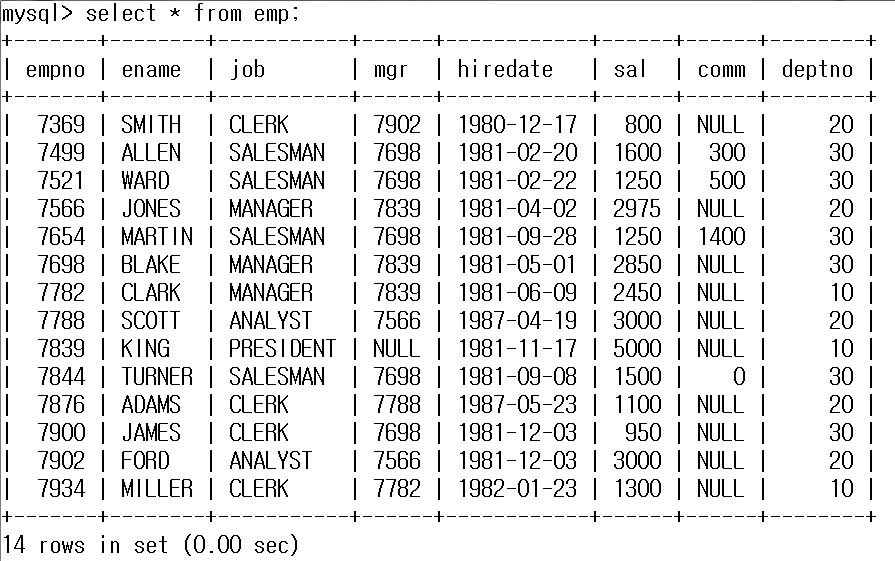 mysql> select * from emp;
+-------+--------+-----------+------+------------+------+------+--------+
| empno | ename  | job       | mgr  | hiredate   | sal  | comm | deptno |
+-------+--------+-----------+------+------------+------+------+--------+
|  7369 | SMITH  | CLERK     | 7902 | 1980-12-17 |  800 | NULL |     20 |
|  7499 | ALLEN  | SALESMAN  | 7698 | 1981-02-20 | 1600 |  300 |     30 |
|  7521 | WARD   | SALESMAN  | 7698 | 1981-02-22 | 1250 |  500 |     30 |
|  7566 | JONES  | MANAGER   | 7839 | 1981-04-02 | 2975 | NULL |     20 |
|  7654 | MARTIN | SALESMAN  | 7698 | 1981-09-28 | 1250 | 1400 |     30 |
|  7698 | BLAKE  | MANAGER   | 7839 | 1981-05-01 | 2850 | NULL |     30 |
|  7782 | CLARK  | MANAGER   | 7839 | 1981-06-09 | 2450 | NULL |     10 |
|  7788 | SCOTT  | ANALYST   | 7566 | 1987-04-19 | 3000 | NULL |     20 |
|  7839 | KING   | PRESIDENT | NULL | 1981-11-17 | 5000 | NULL |     10 |
|  7844 | TURNER | SALESMAN  | 7698 | 1981-09-08 | 1500 |    0 |     30 |
|  7876 | ADAMS  | CLERK     | 7788 | 1987-05-23 | 1100 | NULL |     20 |
|  7900 | JAMES  | CLERK     | 7698 | 1981-12-03 |  950 | NULL |     30 |
|  7902 | FORD   | ANALYST   | 7566 | 1981-12-03 | 3000 | NULL |     20 |
|  7934 | MILLER | CLERK     | 7782 | 1982-01-23 | 1300 | NULL |     10 |
+-------+--------+-----------+------+------------+------+------+--------+
14 rows in set (0.00 sec)